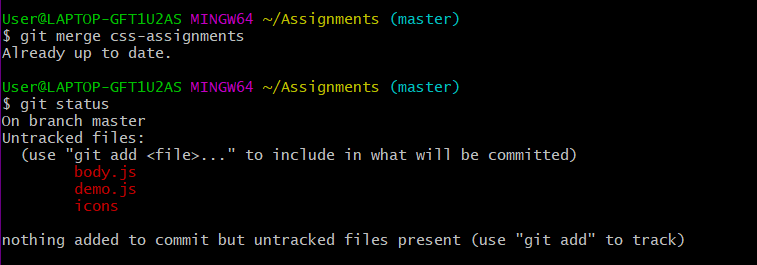 User@LAPTOP-GFT1U2AS MINGW64 ~/Assignments (master)
$ git merge css-assignments
Already up to date.
User@LAPTOP-GFT1U2AS MINGW64 ~/Assignments (master)
$ git status
On branch master
Untracked files:
  (use "git add <file>..." to include in what will be committed)
        body.js
        demo.js
        icons
nothing added to commit but untracked files present (use "git add" to track)